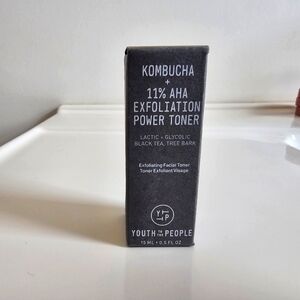 KOMBUCHA
+
11% AHA
EXFOLIATION
POWER TONER
LACTIC + GLYCOLIC
BLACK TEA, TREE BARK
Exfoliating Facial Toner
Toner Exfoliant Visage
YTTP
YOUTH TO THE PEOPLE
15 ML • 0.5 FL OZ